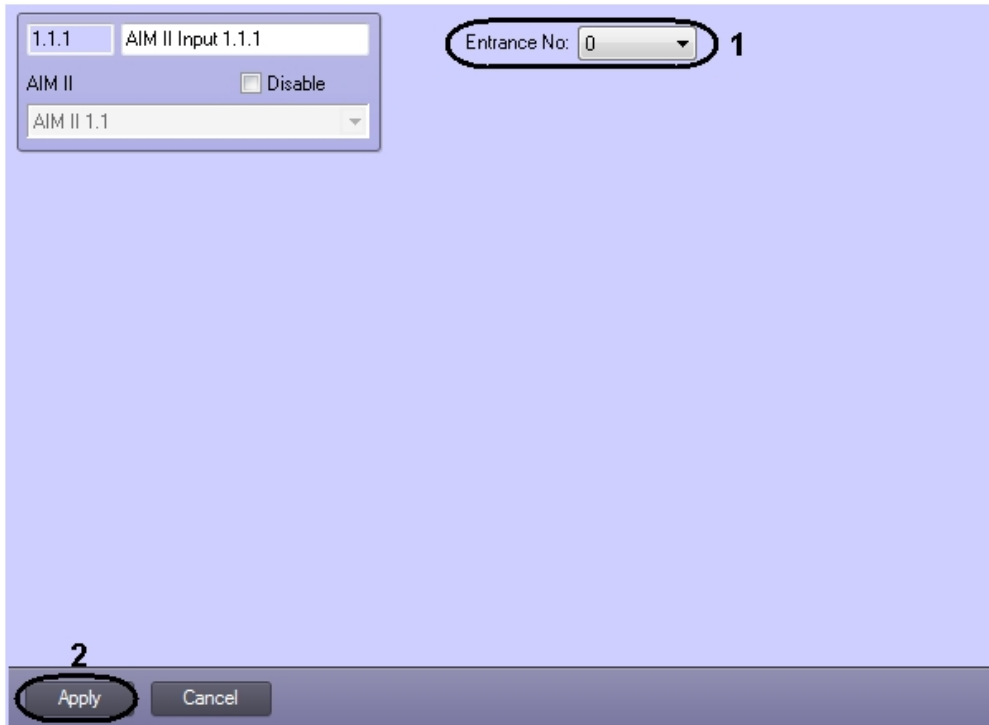 1.1.1 AIM II Input 1.1.1
Entrance No: 0 1
AIM II Disable
AIM II 1.1
2
Apply Cancel